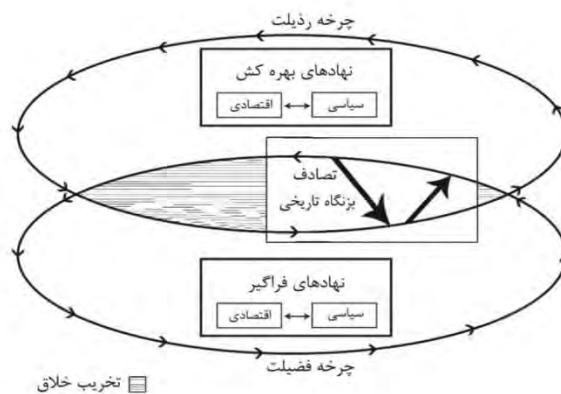 چرخه رذیلت
نهادهای بهره کش
سیاسی
اقتصادی
تصادف
بزنگاه تاریخی
نهادهای فراگیر
سیاسی
اقتصادی
چرخه فضیلت
تخریب خلاق